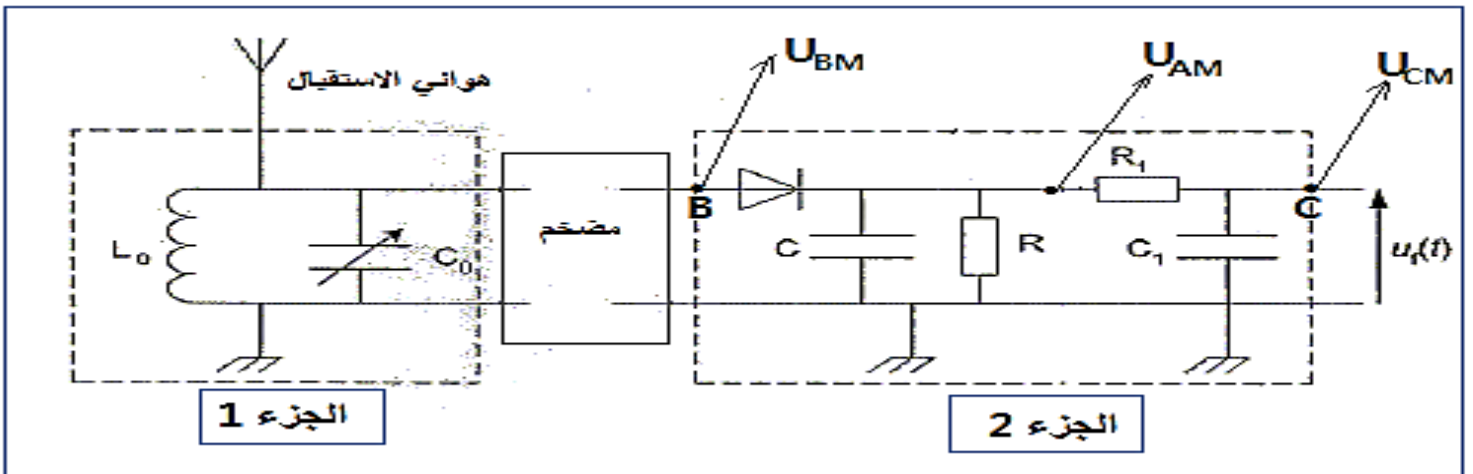 U_BM
U_AM
U_CM
هوائي الاستقبال
R₁
B
C
مضخم
L₀
C₀
C
R
C₁
u₁(t)
الجزء 1
الجزء 2